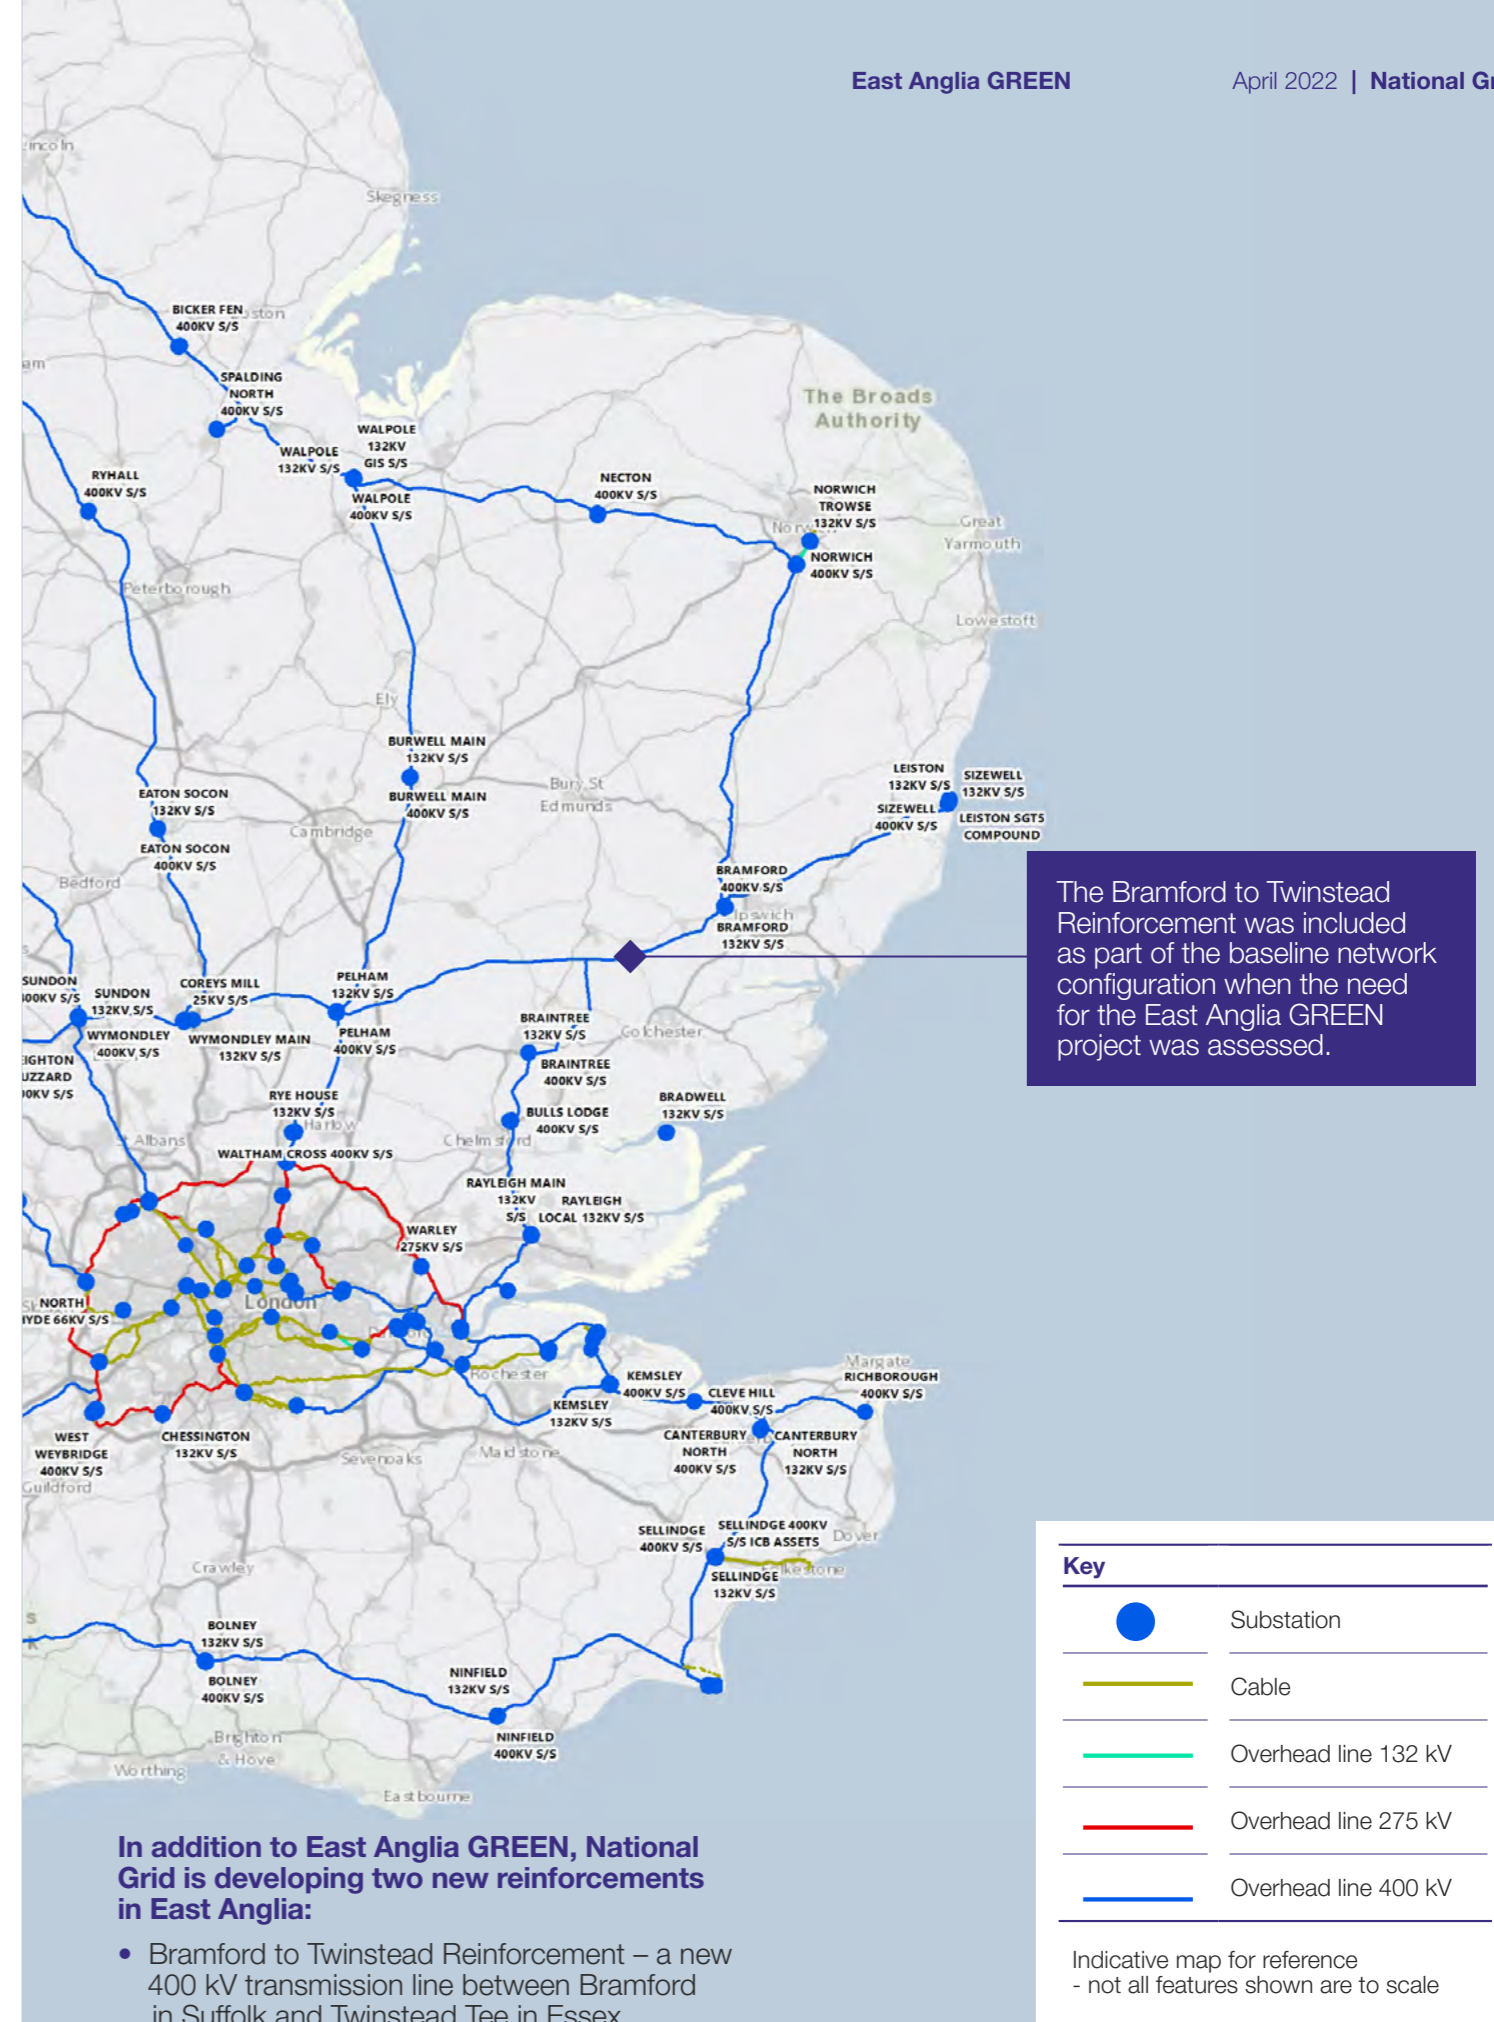 East Anglia GREEN
April 2022 | National
Skegness
BICKER FEN
400KV S/S
SPALDING
NORTH
400KV S/S
The Broads
Authority
WALPOLE
132KV
GIS S/S
WALPOLE
132KV S/S
WALPOLE
400KV S/S
RYHALL
400KV S/S
NECTON
400KV S/S
NORWICH
TROWSE
132KV S/S
Great
Yarmouth
NORWICH
400KV S/S
Peterborough
Lowestoft
Ely
BURWELL MAIN
132KV S/S
BURWELL MAIN
400KV S/S
Bury St
Edmunds
LEISTON
132KV S/S
SIZEWELL
132KV S/S
SIZEWELL
400KV S/S
LEISTON SGT5
COMPOUND
EATON SOCON
132KV S/S
EATON SOCON
400KV S/S
Cambridge
Bedford
BRAMFORD
400KV S/S
Ipswich
BRAMFORD
132KV S/S
The Bramford to Twinstead
Reinforcement was included
as part of the baseline network
configuration when the need
for the East Anglia GREEN
project was assessed.
SUNDON
S/S
SUNDON
132KV S/S
COREYS MILL
25KV S/S
PELHAM
132KV S/S
WYMONDLEY
400KV S/S
WYMONDLEY MAIN
132KV S/S
PELHAM
400KV S/S
BRAINTREE
132KV S/S
Colchester
BRAINTREE
400KV S/S
S/S
RYE HOUSE
132KV S/S
Harlow
BULLS LODGE
400KV S/S
BRADWELL
132KV S/S
St Albans
Chelmsford
WALTHAM CROSS 400KV S/S
RAYLEIGH MAIN
132KV
S/S
RAYLEIGH
LOCAL 132KV S/S
WARLEY
275KV S/S
London
NORTH
HYDE 66KV S/S
Rochester
Margate
RICHBOROUGH
400KV S/S
KEMSLEY
400KV S/S
CLEVE HILL
400KV S/S
KEMSLEY
132KV S/S
WEST
WEYBRIDGE
400KV S/S
CHESSINGTON
132KV S/S
CANTERBURY
NORTH
400KV S/S
CANTERBURY
NORTH
132KV S/S
Sevenoaks
Maidstone
Guildford
SELLINDGE
400KV S/S
SELLINDGE 400KV
S/S ICB ASSETS
Dover
Folkestone
SELLINDGE
132KV S/S
Crawley
BOLNEY
132KV S/S
BOLNEY
400KV S/S
NINFIELD
132KV S/S
NINFIELD
400KV S/S
Brighton
& Hove
Worthing
Eastbourne
Key
Substation
Cable
Overhead line 132 kV
Overhead line 275 kV
Overhead line 400 kV
Indicative map for reference
- not all features shown are to scale
In addition to East Anglia GREEN, National
Grid is developing two new reinforcements
in East Anglia:
• Bramford to Twinstead Reinforcement – a new
400 kV transmission line between Bramford
in Suffolk and Twinstead Tee in Essex